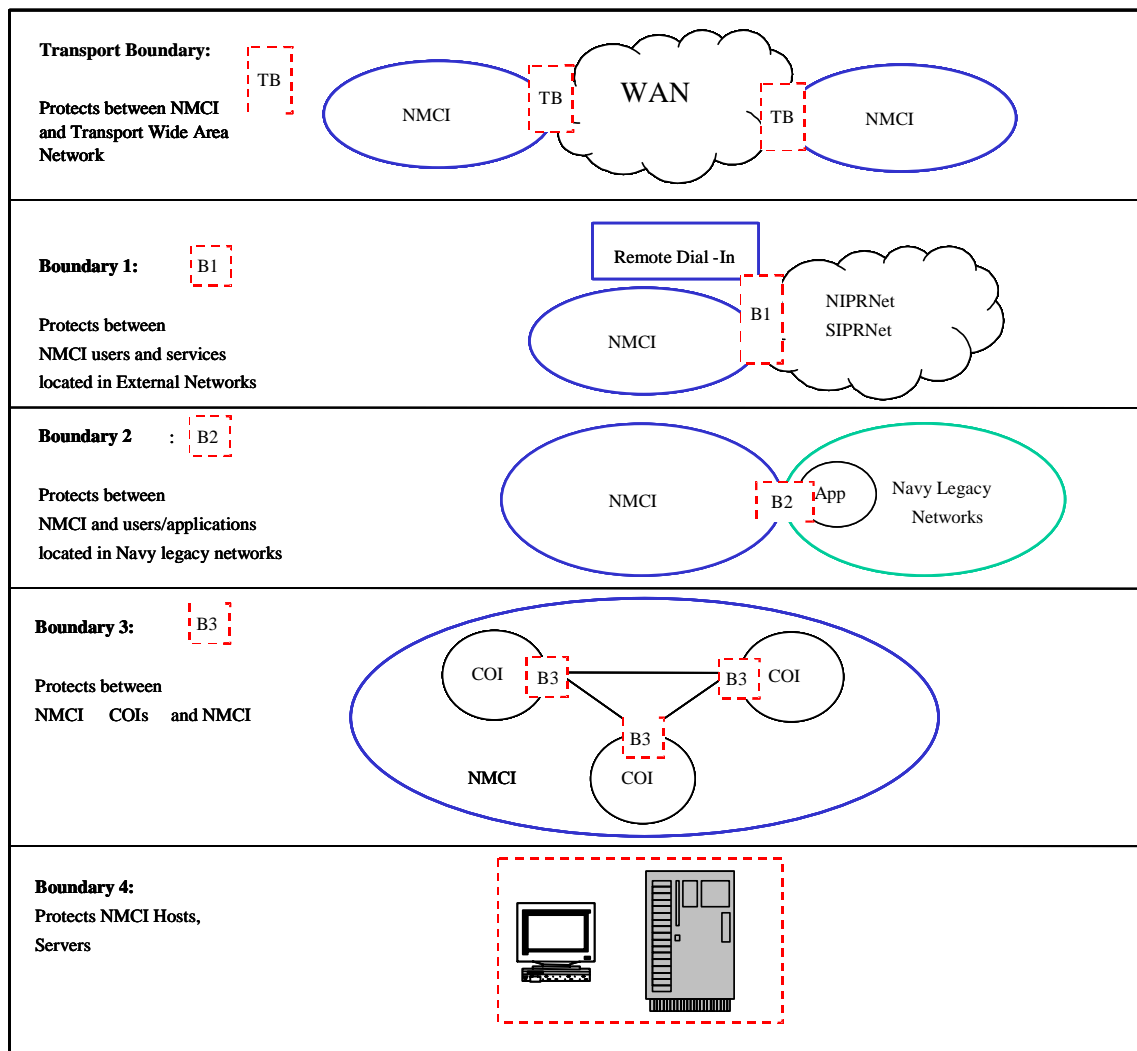 Transport Boundary:
TB
Protects between NMCI
and Transport Wide Area
Network
NMCI
TB
WAN
TB
NMCI
Boundary 1:
B1
Protects between
NMCI users and services
located in External Networks
Remote Dial -In
NMCI
B1
NIPRNet
SIPRNet
Boundary 2 :
B2
Protects between
NMCI and users/applications
located in Navy legacy networks
NMCI
B2
App
Navy Legacy
Networks
Boundary 3:
B3
Protects between
NMCI COIs and NMCI
COI
B3
B3
COI
B3
COI
NMCI
Boundary 4:
Protects NMCI Hosts,
Servers